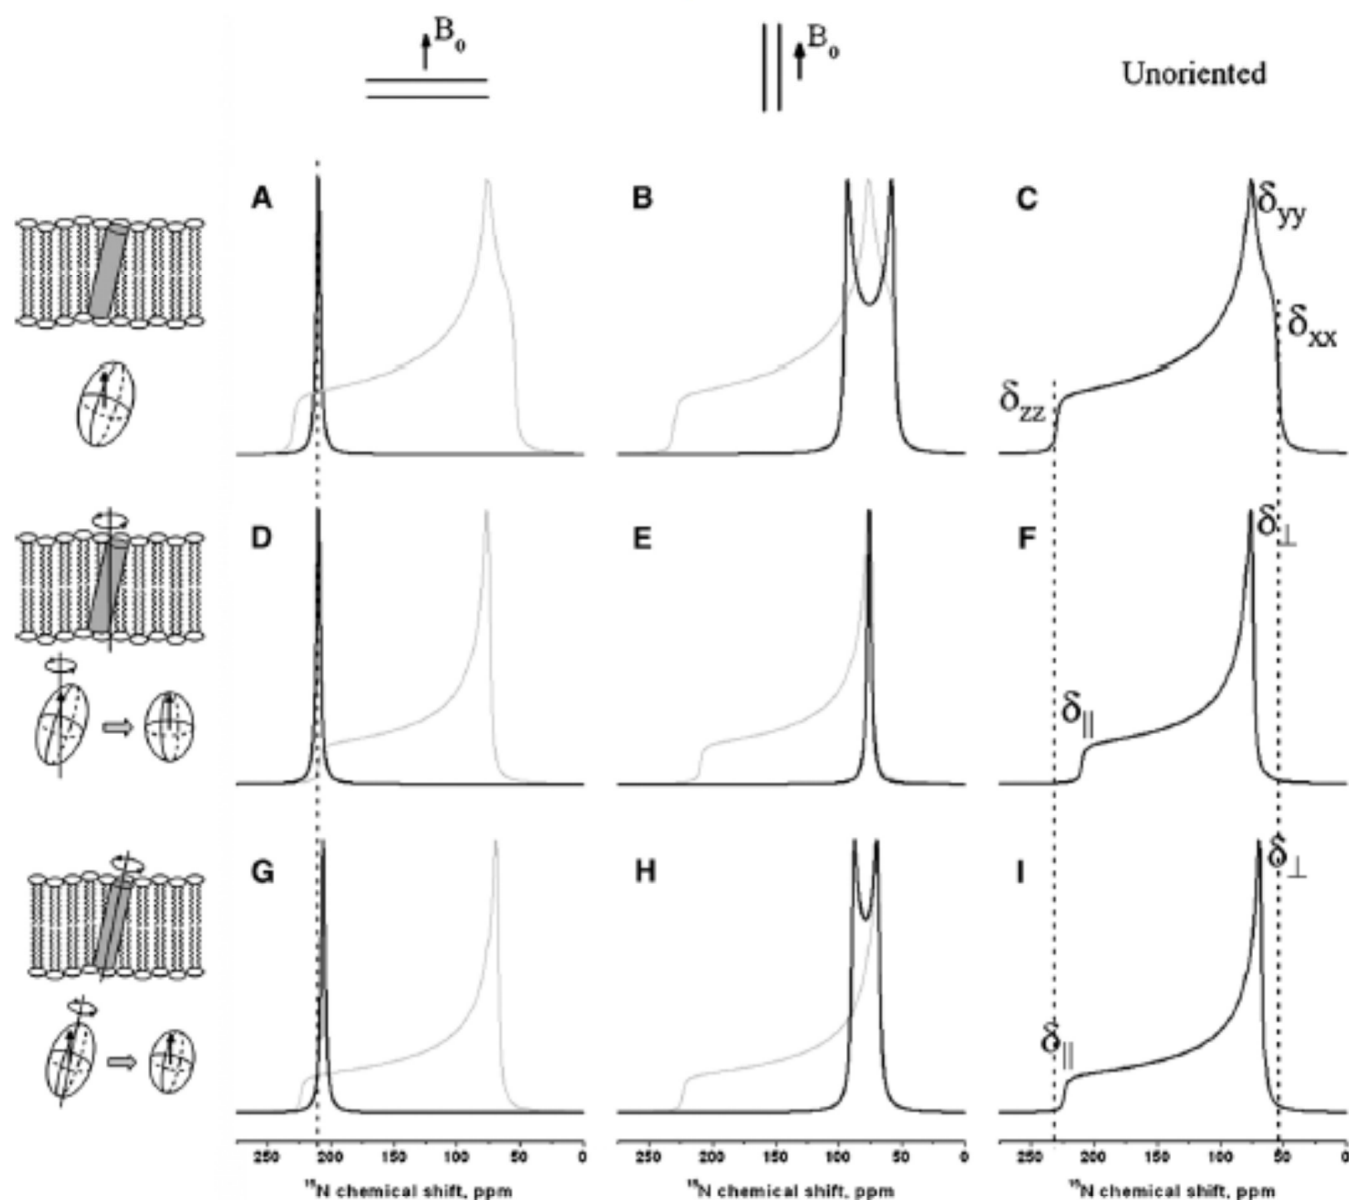 B₀
B₀
Unoriented
A
B
C
δyy
δxx
δzz
D
E
F
δ⊥
δ||
G
H
I
δ⊥
δ||
250 200 150 100 50 0
250 200 150 100 50 0
250 200 150 100 50 0
¹⁵N chemical shift, ppm
¹⁵N chemical shift, ppm
¹⁵N chemical shift, ppm